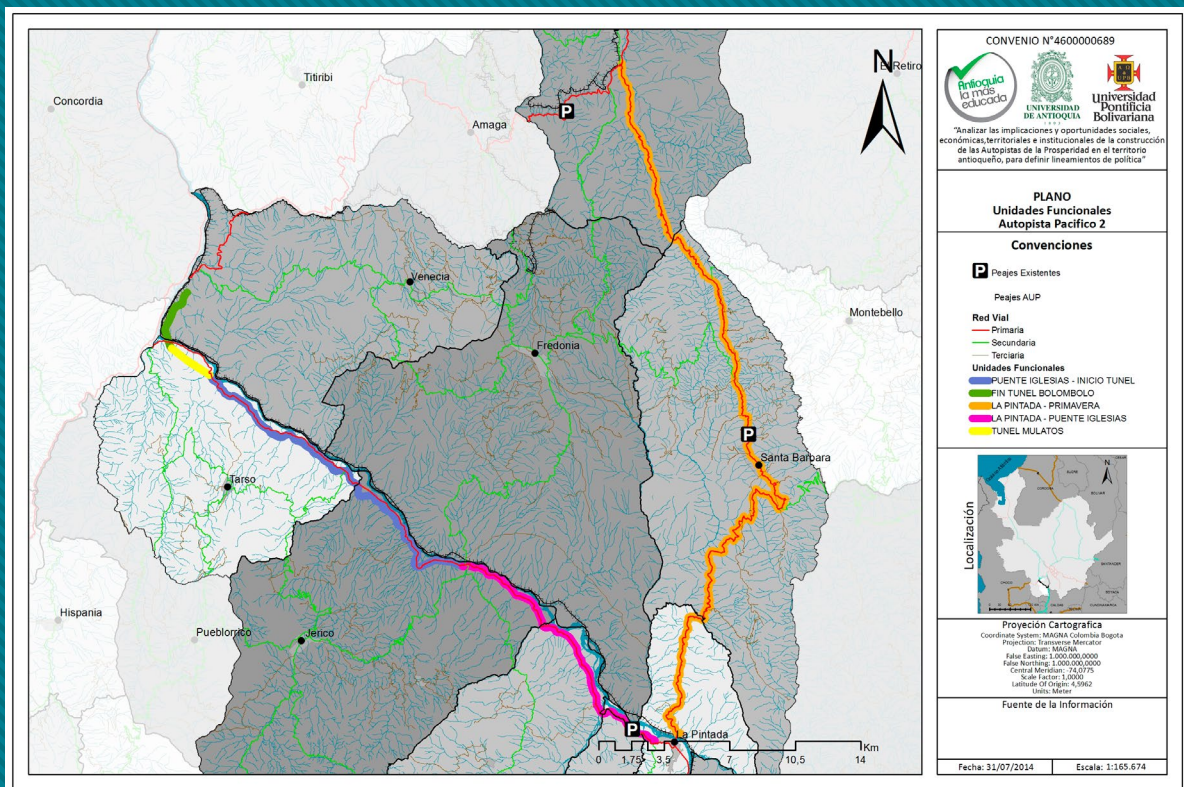 Concordia
Titiribi
Amaga
N
El Retiro
P
Venecia
Fredonia
Montebello
P
Santa Barbara
Tarso
Hispania
Pueblorrico
Jerico
P
La Pintada
Km
0 1,75 3,5 7 10,5 14
CONVENIO N°4600000689
Antioquia
la más
educada
UNIVERSIDAD
DE ANTIOQUIA
1803
Universidad
Pontificia
Bolivariana
"Analizar las implicaciones y oportunidades sociales,
económicas,territoriales e institucionales de la construcción
de las Autopistas de la Prosperidad en el territorio
antioqueño, para definir lineamientos de política"
PLANO
Unidades Funcionales
Autopista Pacifico 2
Convenciones
P Peajes Existentes
Peajes AUP
Red Vial
Primaria
Secundaria
Terciaria
Unidades Funcionales
PUENTE IGLESIAS - INICIO TUNEL
FIN TUNEL BOLOMBOLO
LA PINTADA - PRIMAVERA
LA PINTADA - PUENTE IGLESIAS
TUNEL MULATOS
Localización
N
Proyección Cartografica
Coordinate System: MAGNA Colombia Bogota
Projection: Transverse Mercator
Datum: MAGNA
False Easting: 1.000.000,0000
False Northing: 1.000.000,0000
Central Meridian: -74,0775
Scale Factor: 1,0000
Latitude Of Origin: 4,5962
Units: Meter
Fuente de la Información
Fecha: 31/07/2014
Escala: 1:165.674